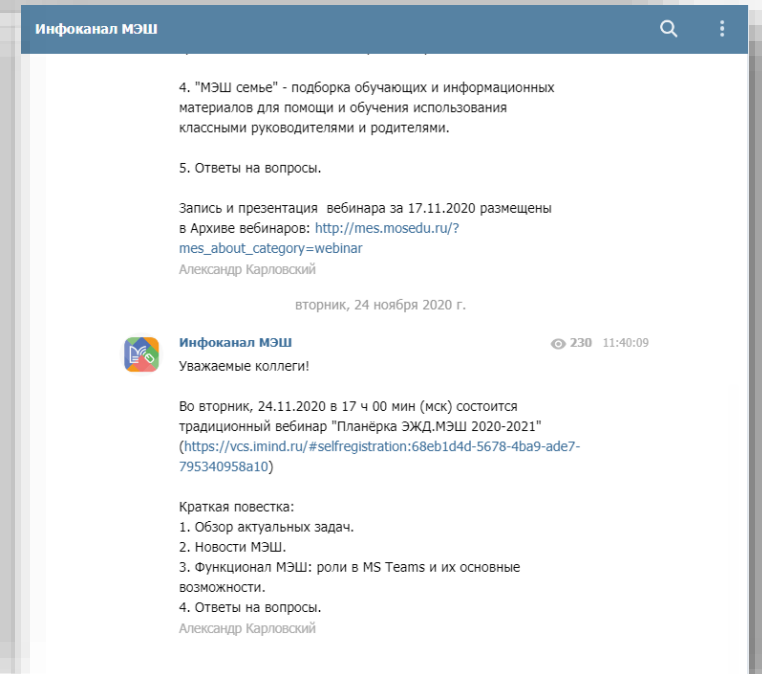 Инфоканал МЭШ
4. "МЭШ семье" - подборка обучающих и информационных
материалов для помощи и обучения использования
классными руководителями и родителями.
5. Ответы на вопросы.
Запись и презентация вебинара за 17.11.2020 размещены
в Архиве вебинаров: http://mes.mosedu.ru/?
mes_about_category=webinar
Александр Карловский
вторник, 24 ноября 2020 г.
Инфоканал МЭШ 230 11:40:09
Уважаемые коллеги!
Во вторник, 24.11.2020 в 17 ч 00 мин (мск) состоится
традиционный вебинар "Планёрка ЭЖД.МЭШ 2020-2021"
(https://vcs.imind.ru/#selfregistration:68eb1d4d-5678-4ba9-ade7-
795340958a10)
Краткая повестка:
1. Обзор актуальных задач.
2. Новости МЭШ.
3. Функционал МЭШ: роли в MS Teams и их основные
возможности.
4. Ответы на вопросы.
Александр Карловский